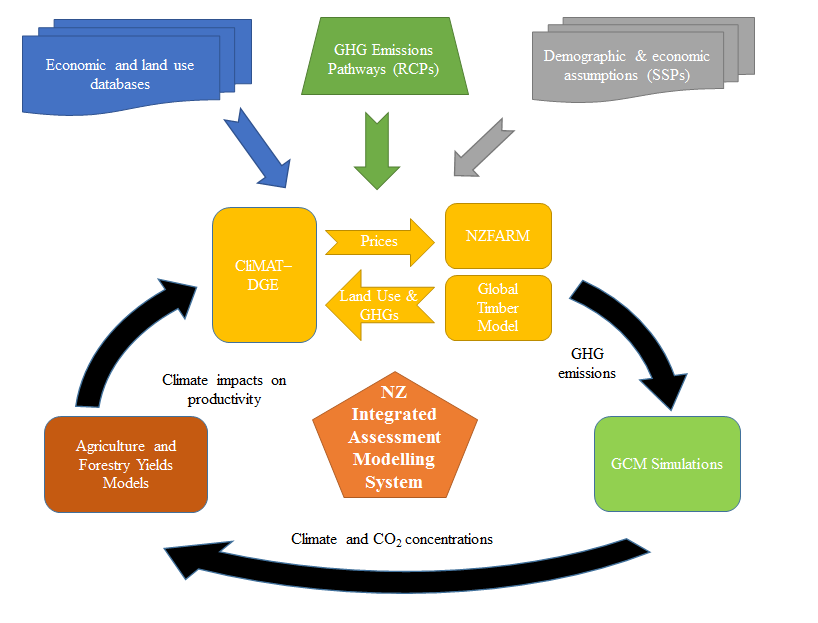 Economic and land use
databases
GHG Emissions
Pathways (RCPs)
Demographic & economic
assumptions (SSPs)
CliMAT–
DGE
Prices
NZFARM
Land Use &
GHGs
Global
Timber
Model
GHG
emissions
Climate impacts on
productivity
NZ
Integrated
Assessment
Modelling
System
Agriculture and
Forestry Yields
Models
GCM Simulations
Climate and CO₂ concentrations